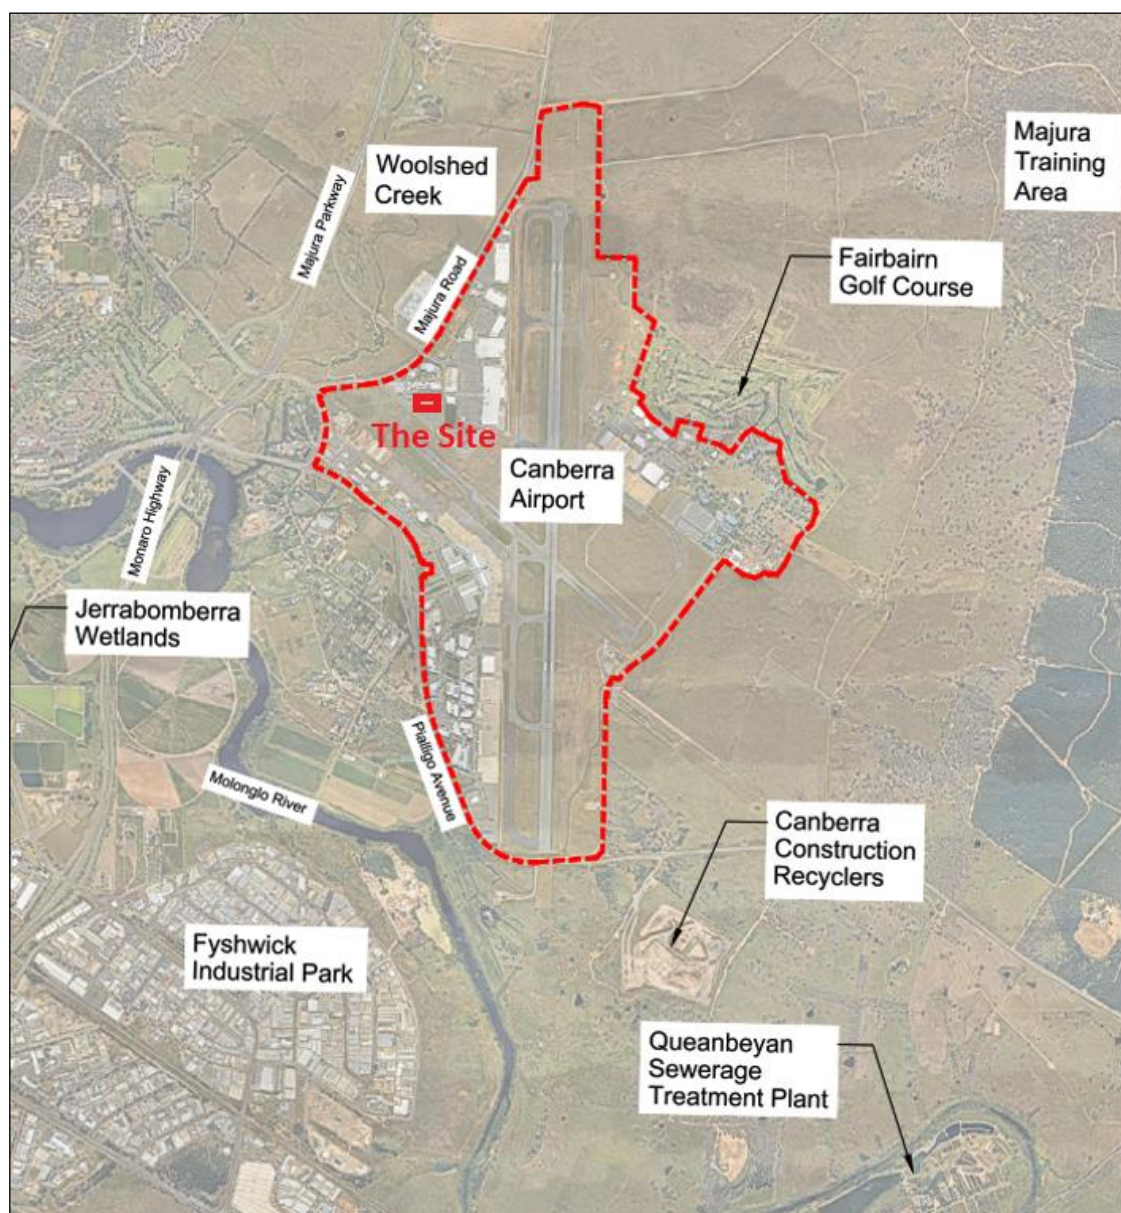 Majura
Training
Area
Woolshed
Creek
Majura Parkway
Majura Road
Fairbairn
Golf Course
The Site
Canberra
Airport
Monaro Highway
Jerrabomberra
Wetlands
Pialligo Avenue
Molonglo River
Canberra
Construction
Recyclers
Fyshwick
Industrial Park
Queanbeyan
Sewerage
Treatment Plant